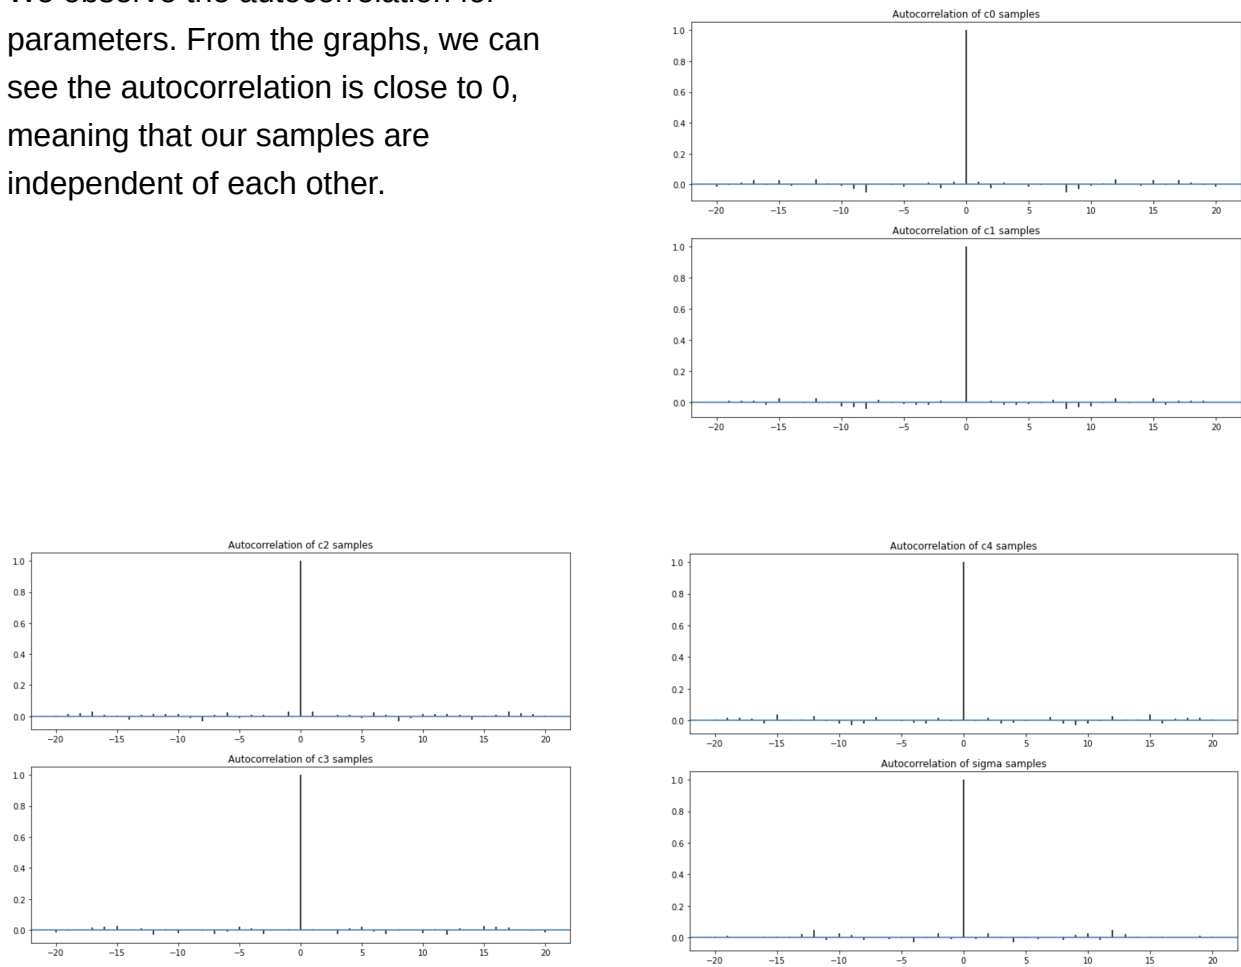 We observe the autocorrelation for
parameters. From the graphs, we can
see the autocorrelation is close to 0,
meaning that our samples are
independent of each other.
Autocorrelation of c0 samples
1.0
0.8
0.6
0.4
0.2
0.0
−20 −15 −10 −5 0 5 10 15 20
Autocorrelation of c1 samples
1.0
0.8
0.6
0.4
0.2
0.0
−20 −15 −10 −5 0 5 10 15 20
Autocorrelation of c2 samples
1.0
0.8
0.6
0.4
0.2
0.0
−20 −15 −10 −5 0 5 10 15 20
Autocorrelation of c3 samples
1.0
0.8
0.6
0.4
0.2
0.0
−20 −15 −10 −5 0 5 10 15 20
Autocorrelation of c4 samples
1.0
0.8
0.6
0.4
0.2
0.0
−20 −15 −10 −5 0 5 10 15 20
Autocorrelation of sigma samples
1.0
0.8
0.6
0.4
0.2
0.0
−20 −15 −10 −5 0 5 10 15 20